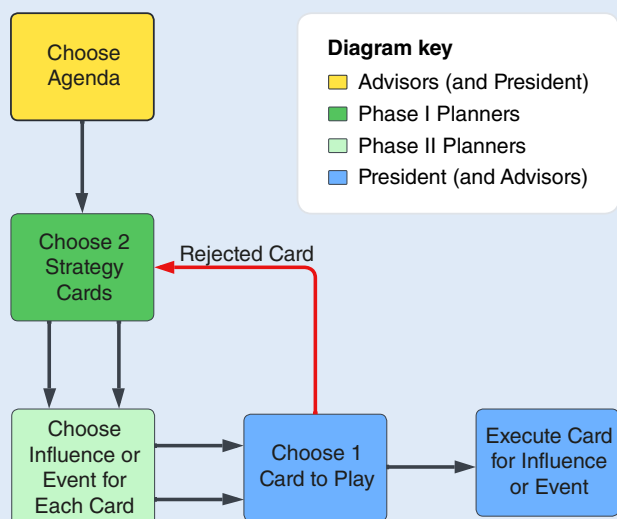 Choose
Agenda
Diagram key
Advisors (and President)
Phase I Planners
Phase II Planners
President (and Advisors)
Choose 2
Strategy
Cards
Rejected Card
Choose
Influence or
Event for
Each Card
Choose 1
Card to Play
Execute Card
for Influence
or Event